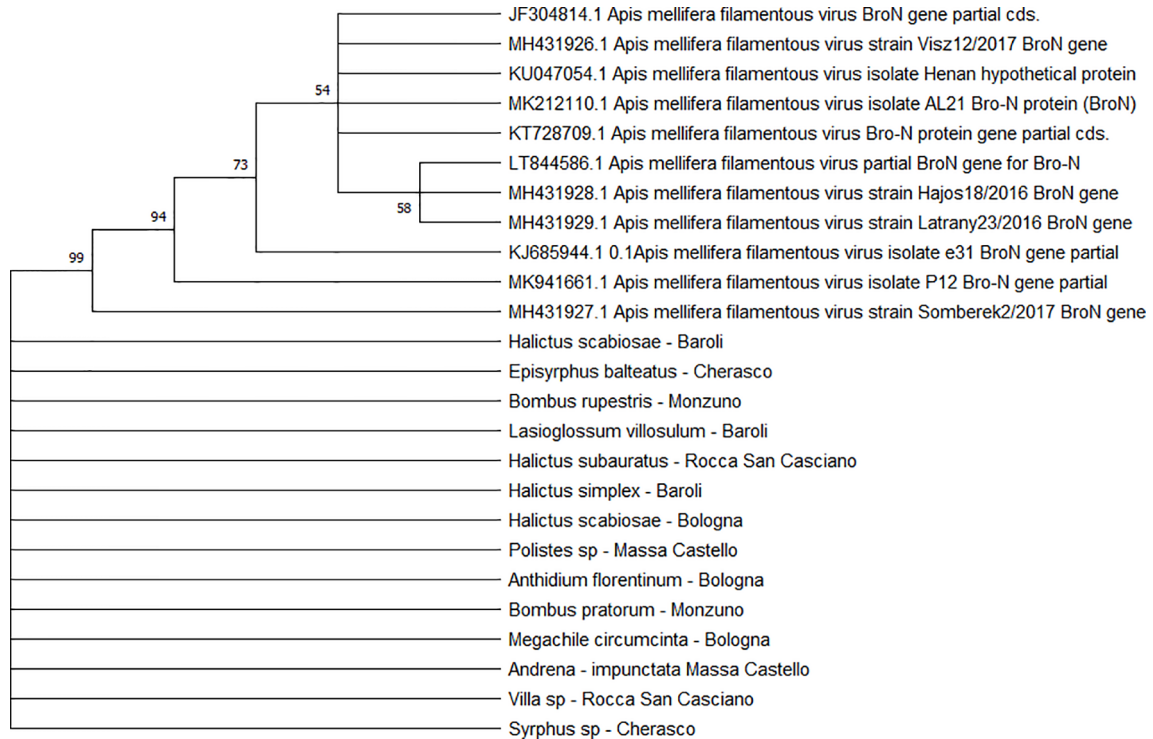 JF304814.1 Apis mellifera filamentous virus BroN gene partial cds.
MH431926.1 Apis mellifera filamentous virus strain Visz12/2017 BroN gene
54
KU047054.1 Apis mellifera filamentous virus isolate Henan hypothetical protein
MK212110.1 Apis mellifera filamentous virus isolate AL21 Bro-N protein (BroN)
KT728709.1 Apis mellifera filamentous virus Bro-N protein gene partial cds.
73
LT844586.1 Apis mellifera filamentous virus partial BroN gene for Bro-N
MH431928.1 Apis mellifera filamentous virus strain Hajos18/2016 BroN gene
58
94
MH431929.1 Apis mellifera filamentous virus strain Latrany23/2016 BroN gene
99
KJ685944.1 0.1Apis mellifera filamentous virus isolate e31 BroN gene partial
MK941661.1 Apis mellifera filamentous virus isolate P12 Bro-N gene partial
MH431927.1 Apis mellifera filamentous virus strain Somberek2/2017 BroN gene
Halictus scabiosae - Baroli
Episyrphus balteatus - Cherasco
Bombus rupestris - Monzuno
Lasioglossum villosulum - Baroli
Halictus subauratus - Rocca San Casciano
Halictus simplex - Baroli
Halictus scabiosae - Bologna
Polistes sp - Massa Castello
Anthidium florentinum - Bologna
Bombus pratorum - Monzuno
Megachile circumcinta - Bologna
Andrena - impunctata Massa Castello
Villa sp - Rocca San Casciano
Syrphus sp - Cherasco